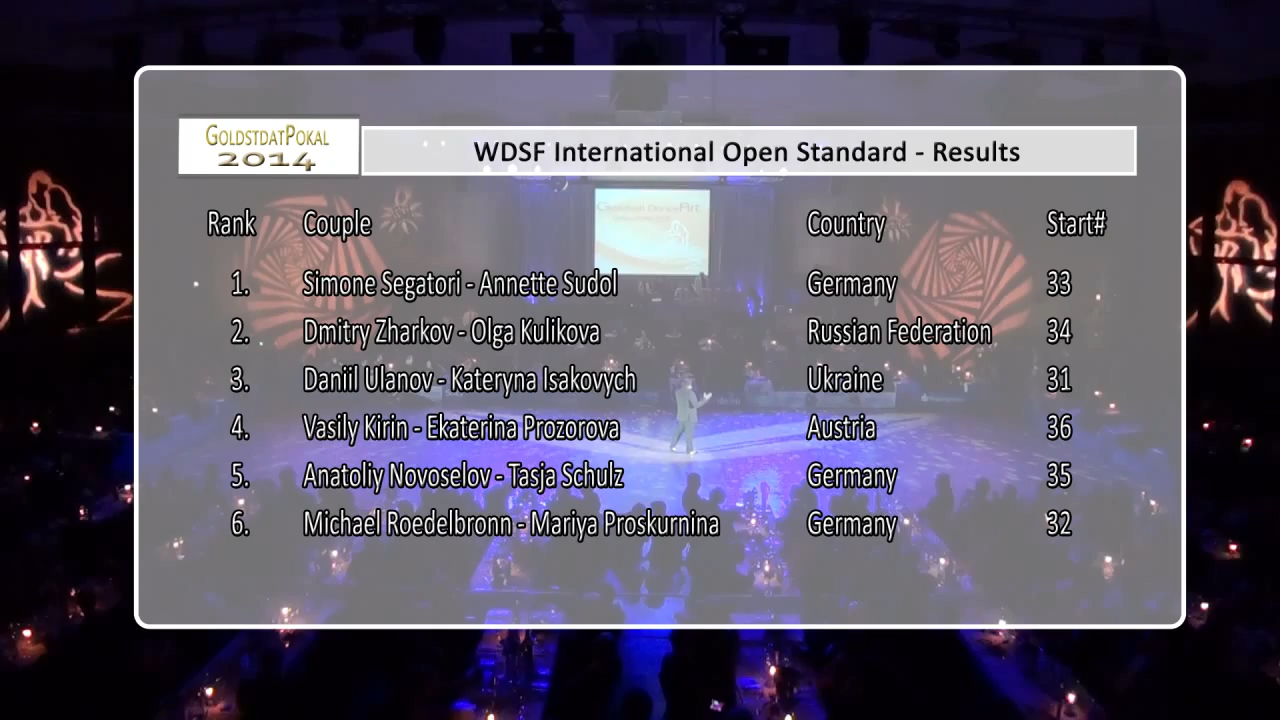 GOLDSTDATPOKAL
2014
WDSF International Open Standard - Results
Rank Couple Country Start#
1. Simone Segatori - Annette Sudol Germany 33
2. Dmitry Zharkov - Olga Kulikova Russian Federation 34
3. Daniil Ulanov - Kateryna Isakovych Ukraine 31
4. Vasily Kirin - Ekaterina Prozorova Austria 36
5. Anatoliy Novoselov - Tasja Schulz Germany 35
6. Michael Roedelbronn - Mariya Proskurnina Germany 32